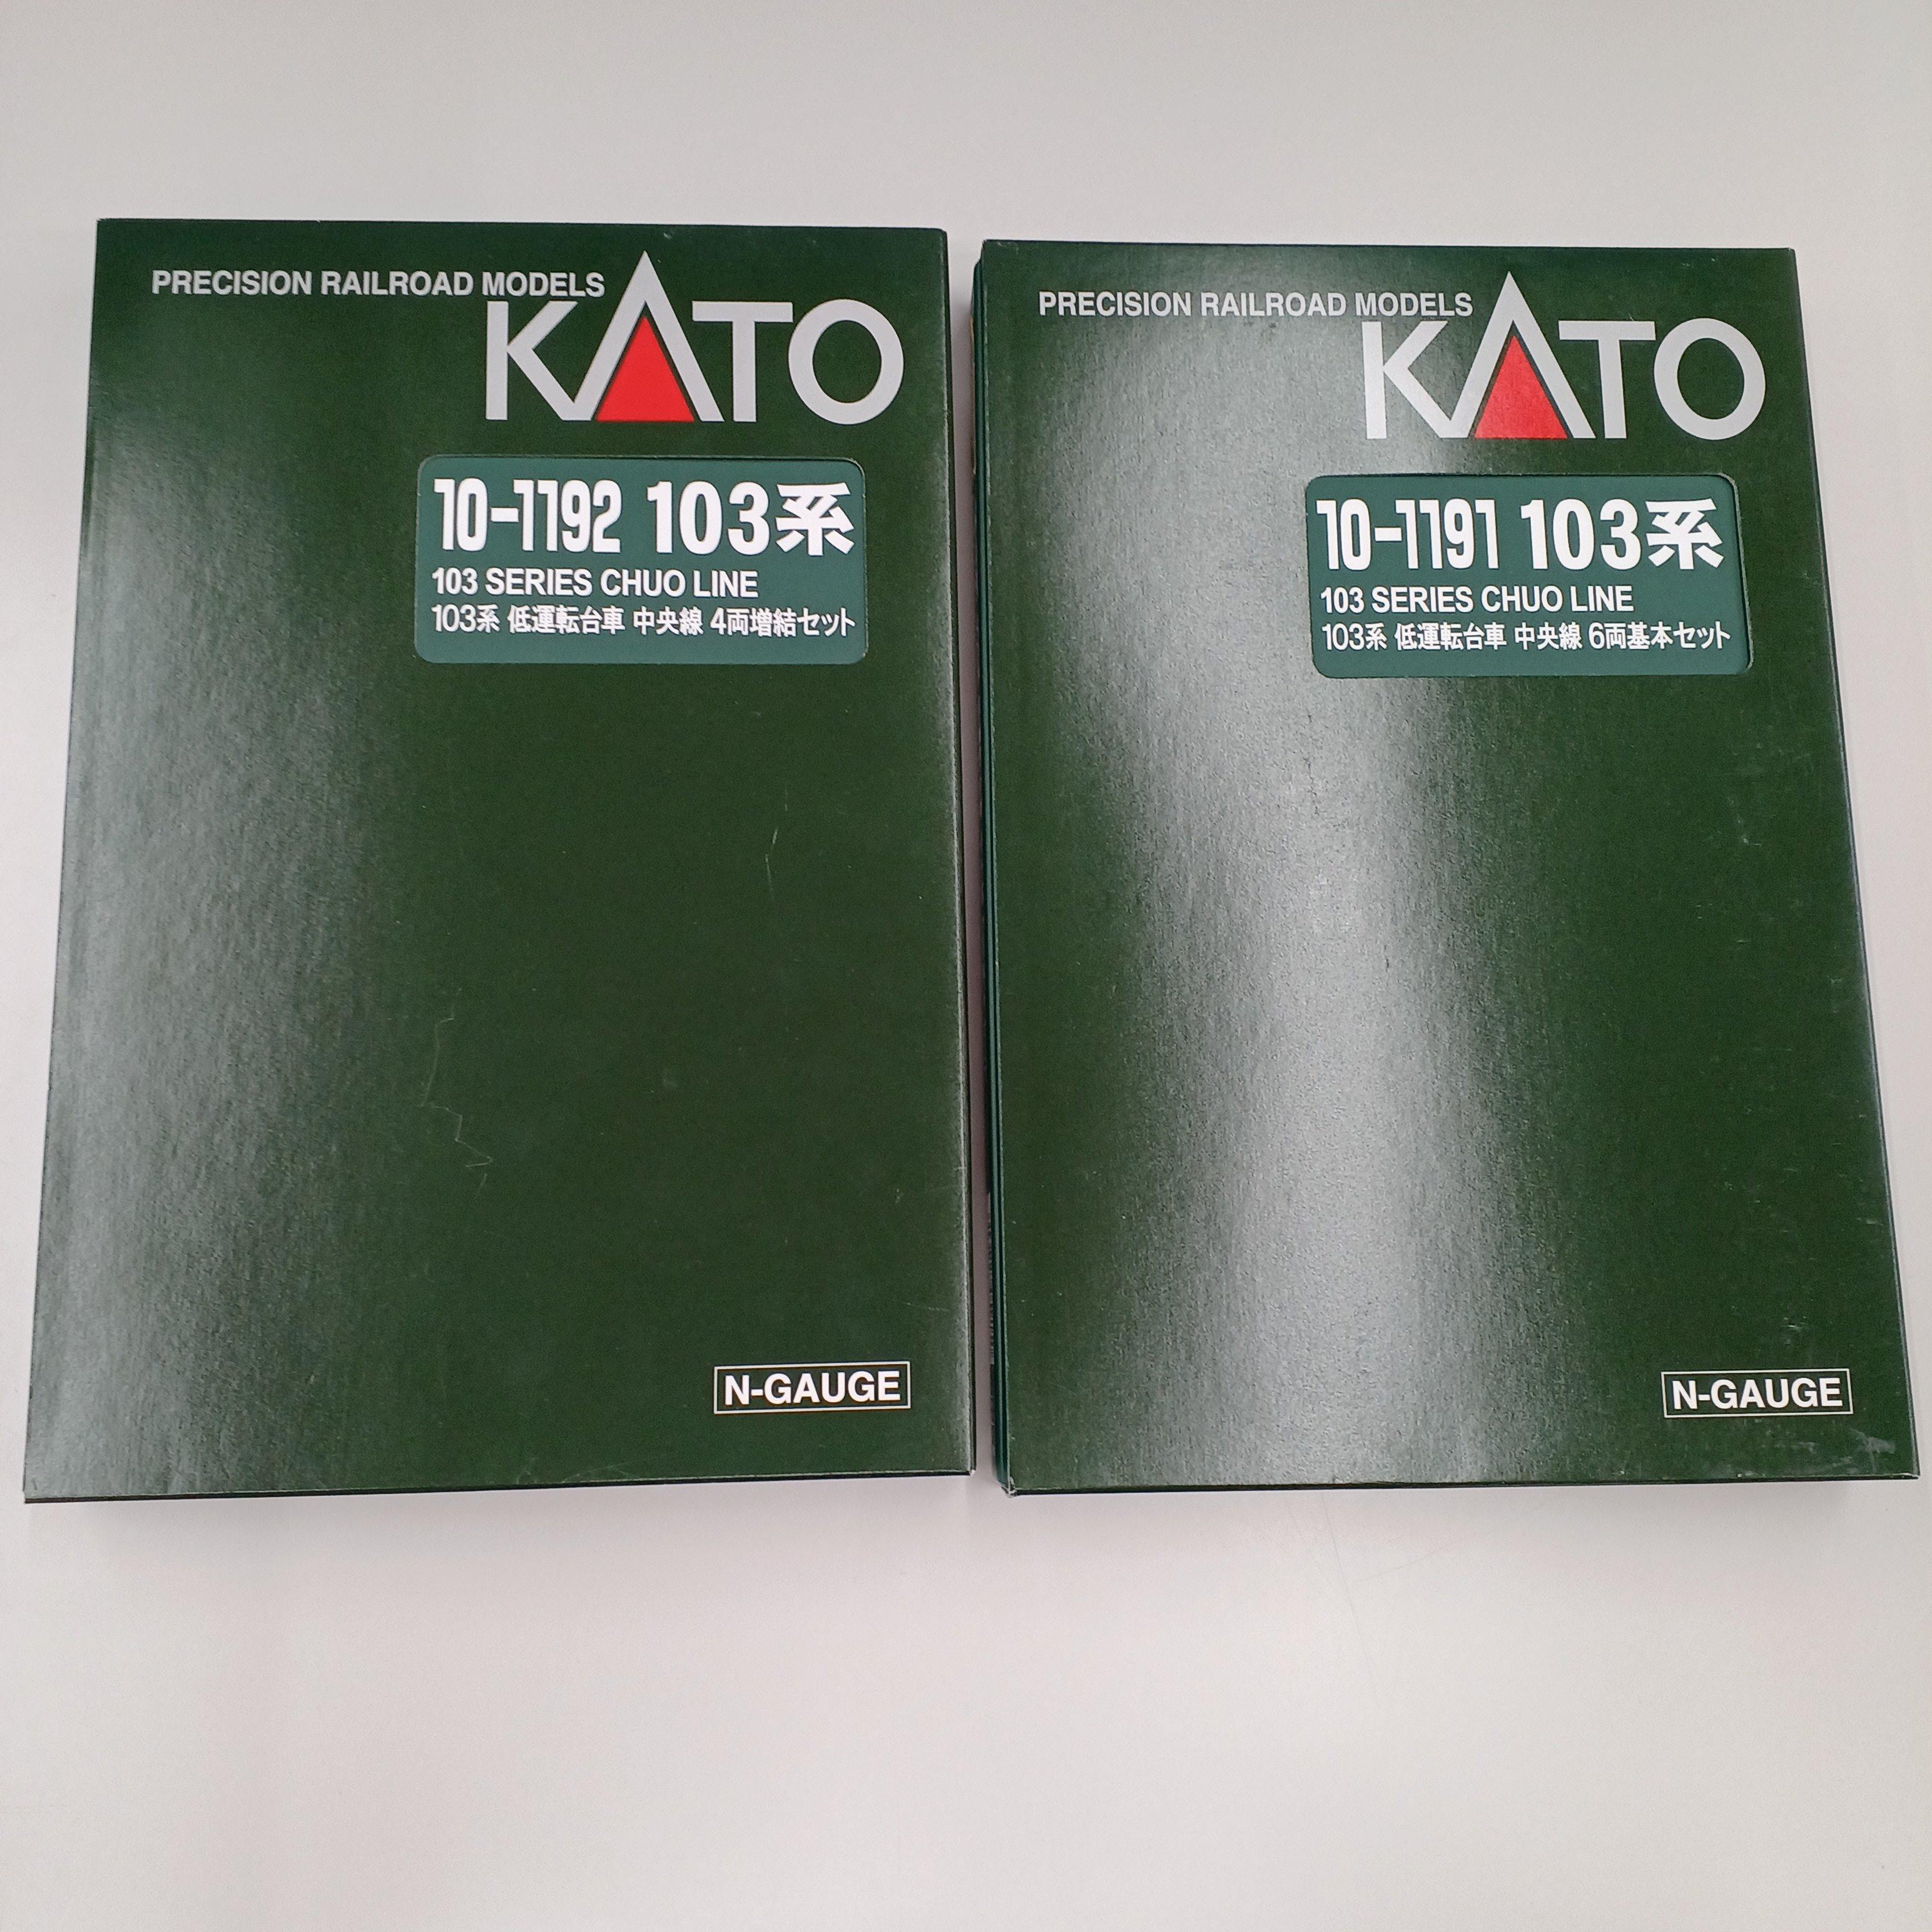 PRECISION RAILROAD MODELS
KATO
10-1192 103系
103 SERIES CHUO LINE
103系 低運転台車 中央線 4両増結セット
N-GAUGE
PRECISION RAILROAD MODELS
KATO
10-1191 103系
103 SERIES CHUO LINE
103系 低運転台車 中央線 6両基本セット
N-GAUGE